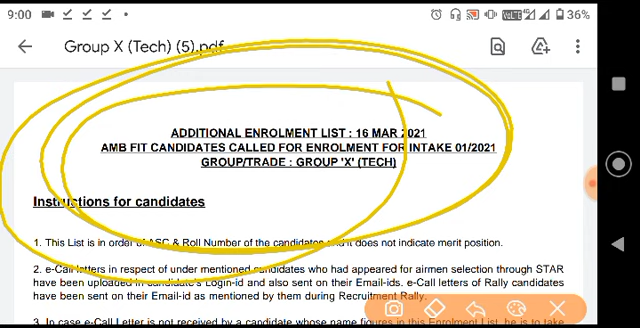 9:00
VoLTE 4G 36%
Group X (Tech) (5).pdf
ADDITIONAL ENROLMENT LIST : 16 MAR 2021
AMB FIT CANDIDATES CALLED FOR ENROLMENT FOR INTAKE 01/2021
GROUP/TRADE : GROUP 'X' (TECH)
Instructions for candidates
1. This List is in order of ASC & Roll Number of the candidates and it does not indicate merit position.
2. e-Call letters in respect of under mentioned candidates who had appeared for airmen selection through STAR
have been uploaded in candidate's Login-id and also sent on their Email-ids. e-Call letters of Rally candidates
have been sent on their Email-id as mentioned by them during Recruitment Rally.
3. In case e-Call Letter is not received by a candidate whose name figures in this Enrolment List, he is to take